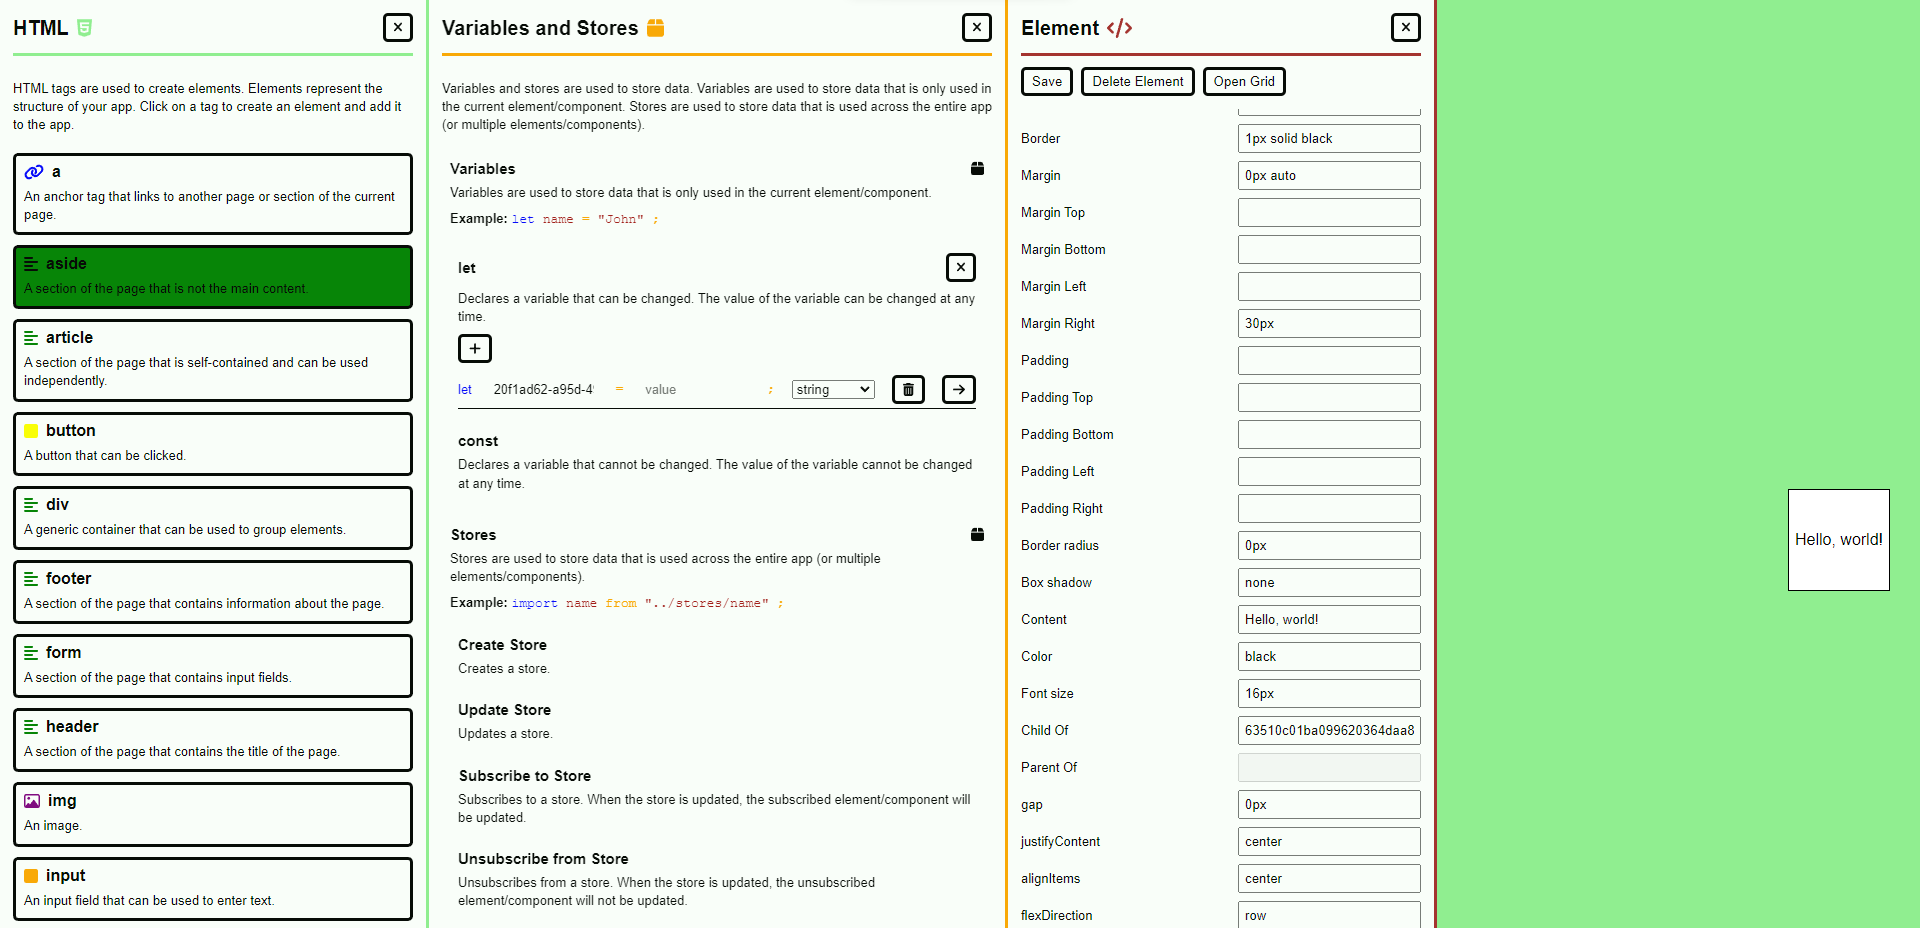 HTML
HTML tags are used to create elements. Elements represent the
structure of your app. Click on a tag to create an element and add it
to the app.
a
An anchor tag that links to another page or section of the current
page.
aside
A section of the page that is not the main content.
article
A section of the page that is self-contained and can be used
independently.
button
A button that can be clicked.
div
A generic container that can be used to group elements.
footer
A section of the page that contains information about the page.
form
A section of the page that contains input fields.
header
A section of the page that contains the title of the page.
img
An image.
input
An input field that can be used to enter text.
Variables and Stores
Variables and stores are used to store data. Variables are used to store data that is only used in
the current element/component. Stores are used to store data that is used across the entire app
(or multiple elements/components).
Variables
Variables are used to store data that is only used in the current element/component.
Example: let name = "John" ;
let
Declares a variable that can be changed. The value of the variable can be changed at any
time.
let 20f1ad62-a95d-4 = value ; string
const
Declares a variable that cannot be changed. The value of the variable cannot be changed
at any time.
Stores
Stores are used to store data that is used across the entire app (or multiple
elements/components).
Example: import name from "../stores/name" ;
Create Store
Creates a store.
Update Store
Updates a store.
Subscribe to Store
Subscribes to a store. When the store is updated, the subscribed element/component will
be updated.
Unsubscribe from Store
Unsubscribes from a store. When the store is updated, the unsubscribed
element/component will not be updated.
Element </>
Save Delete Element Open Grid
Border 1px solid black
Margin 0px auto
Margin Top
Margin Bottom
Margin Left
Margin Right 30px
Padding
Padding Top
Padding Bottom
Padding Left
Padding Right
Border radius 0px
Box shadow none
Content Hello, world!
Color black
Font size 16px
Child Of 63510c01ba099620364daa8
Parent Of
gap 0px
justifyContent center
alignItems center
flexDirection row
Hello, world!